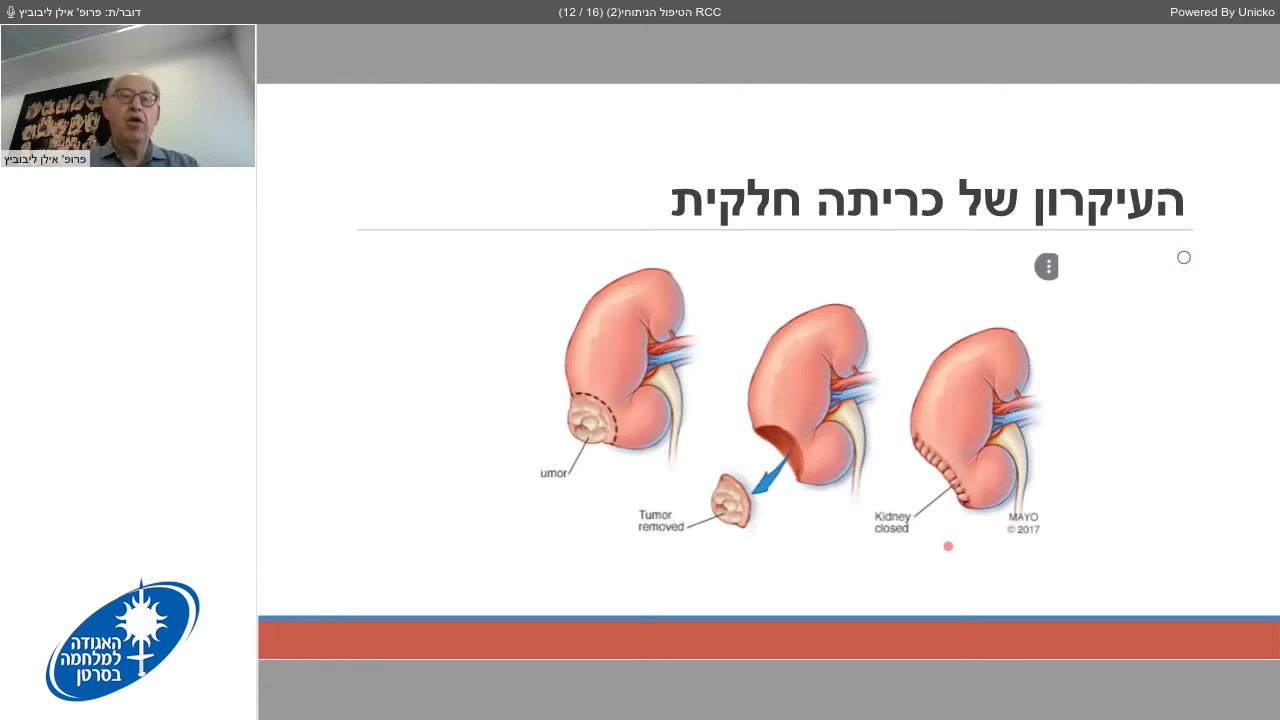 דובר/ת: פרופ' אילן ליבוביץ
RCC הטיפול הניתוחי(2) (16 / 12)
Powered By Unicko
פרופ' אילן ליבוביץ
העיקרון של כריתה חלקית
umor
Tumor
removed
Kidney
closed
MAYO
© 2017
האגודה
למלחמה
בסרטן